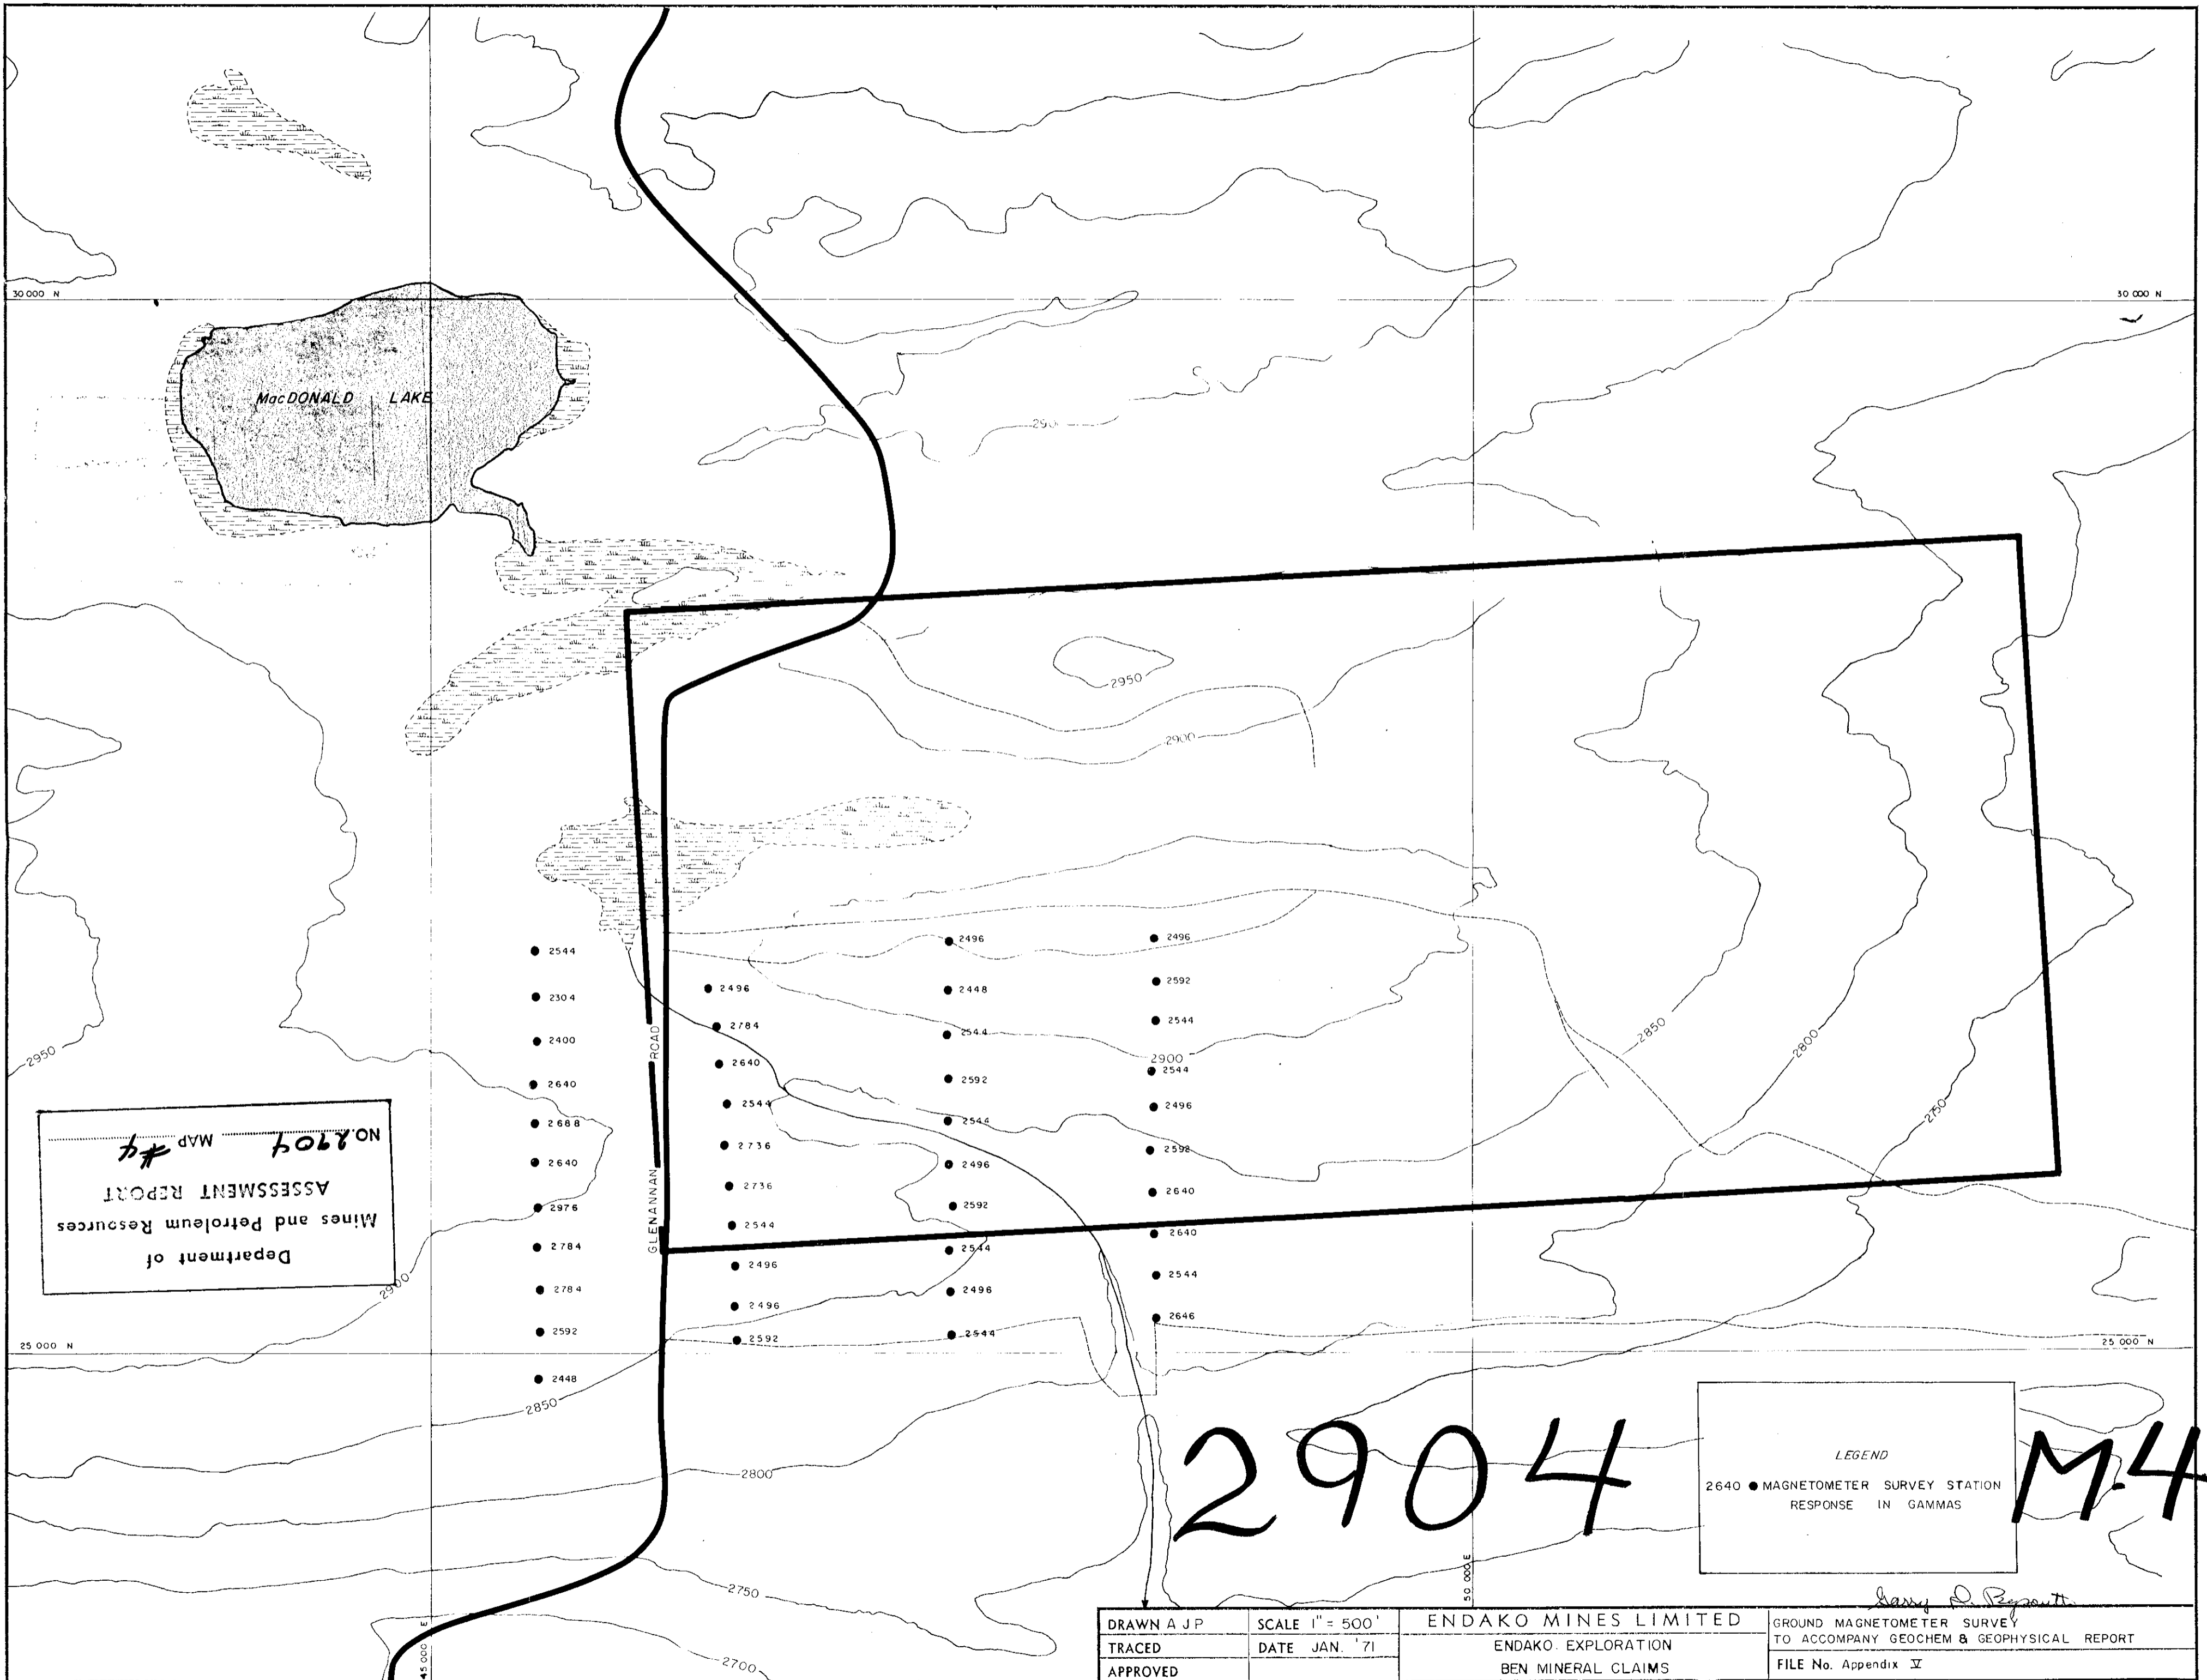 30 000 N
30 000 N
MacDONALD LAKE
2950
2900
2544
2304
2400
2640
2688
2640
2976
2784
2784
2592
2448
2496
2784
2640
2544
2736
2736
2544
2496
2496
2592
2496
2448
2544
2592
2544
2496
2592
2544
2496
2544
2496
2592
2544
2900
2544
2496
2592
2640
2640
2544
2646
GLENANNAN ROAD
2850
2800
2750
2950
2900
2850
2800
2750
2700
25 000 N
25 000 N
45 000 E
50 000 E
Department of
Mines and Petroleum Resources
ASSESSMENT REPORT
NO. 2904 MAP #4
2904
M-4
LEGEND
2640 ● MAGNETOMETER SURVEY STATION
RESPONSE IN GAMMAS
DRAWN A J P
TRACED
APPROVED
SCALE 1" = 500'
DATE JAN. '71
ENDAKO MINES LIMITED
ENDAKO EXPLORATION
BEN MINERAL CLAIMS
GROUND MAGNETOMETER SURVEY
TO ACCOMPANY GEOCHEM & GEOPHYSICAL REPORT
FILE No. Appendix V